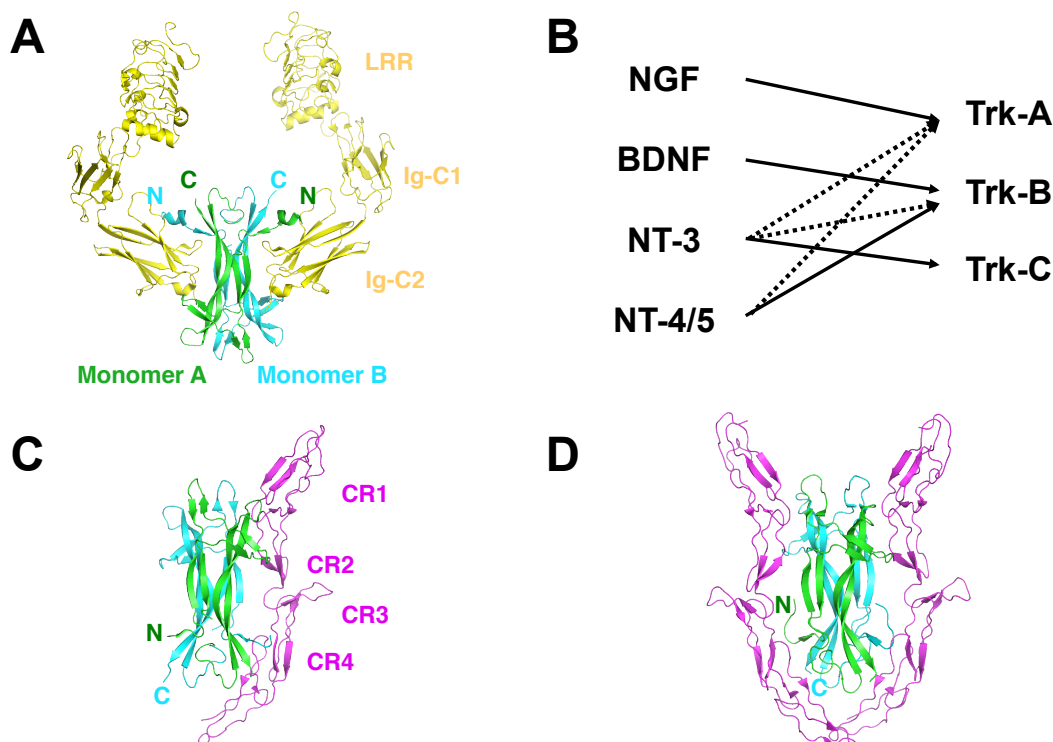 A
LRR
Ig-C1
N
C
C
N
Ig-C2
Monomer A
Monomer B
B
NGF
BDNF
NT-3
NT-4/5
Trk-A
Trk-B
Trk-C
C
CR1
CR2
CR3
CR4
N
C
D
N
C